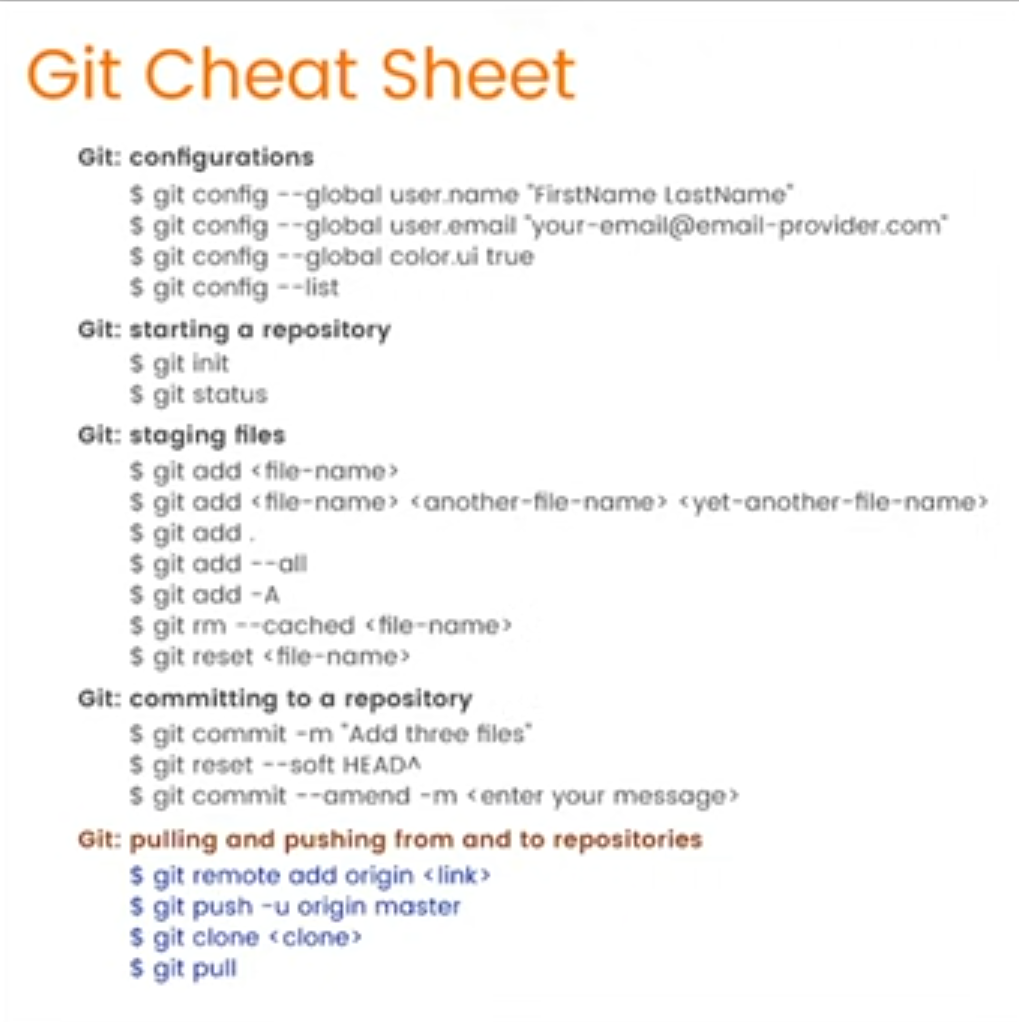 Git Cheat Sheet
Git: configurations
$ git config --global user.name "FirstName LastName"
$ git config --global user.email "your-email@email-provider.com"
$ git config --global color.ui true
$ git config --list
Git: starting a repository
$ git init
$ git status
Git: staging files
$ git add <file-name>
$ git add <file-name> <another-file-name> <yet-another-file-name>
$ git add .
$ git add --all
$ git add -A
$ git rm --cached <file-name>
$ git reset <file-name>
Git: committing to a repository
$ git commit -m "Add three files"
$ git reset --soft HEAD^
$ git commit --amend -m <enter your message>
Git: pulling and pushing from and to repositories
$ git remote add origin <link>
$ git push -u origin master
$ git clone <clone>
$ git pull